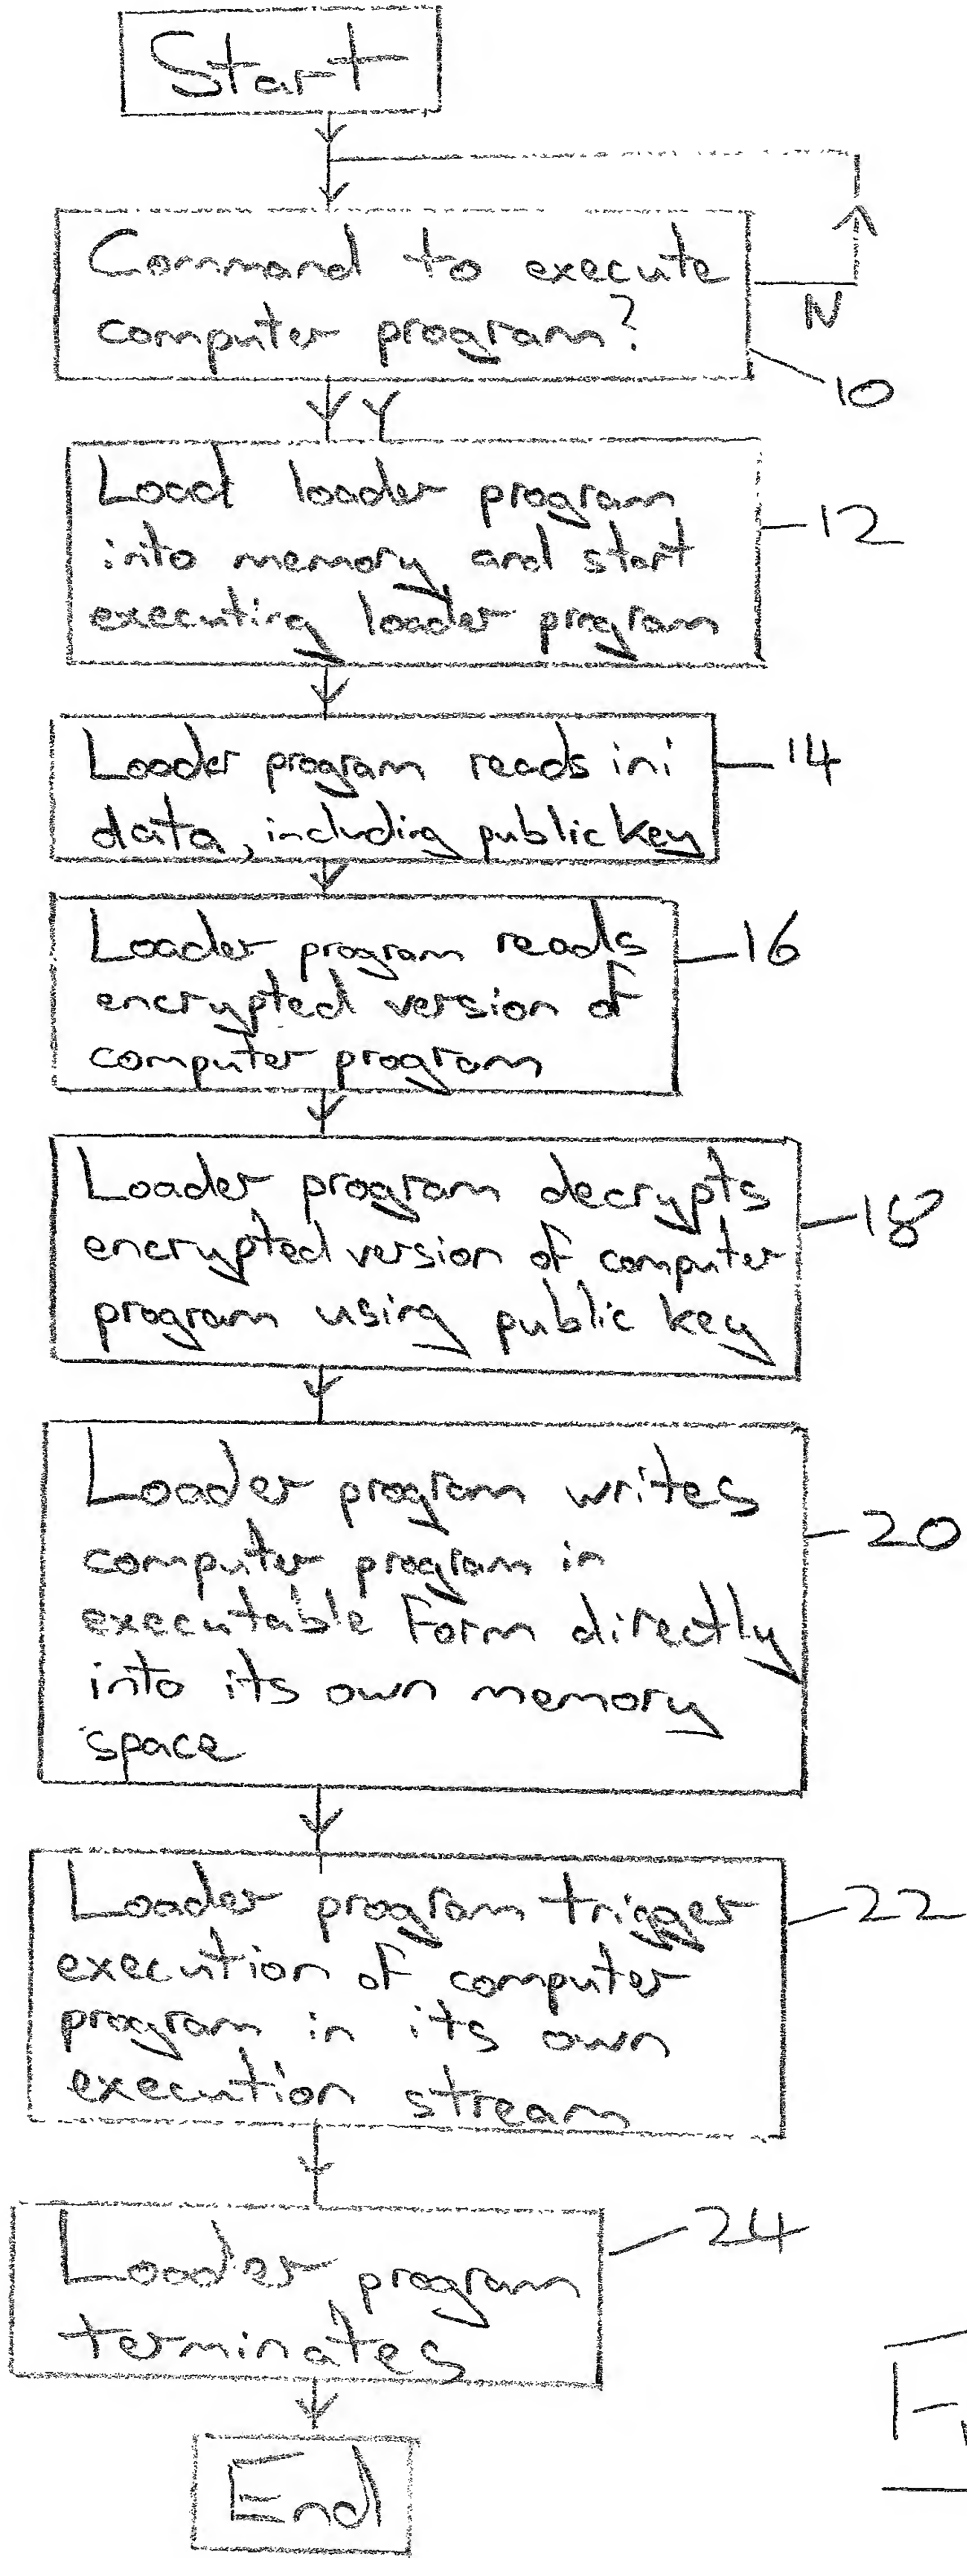 Start
Command to execute
computer program?
N
10
Y
Load loader program
into memory and start
executing loader program
12
Loader program reads ini
data, including public key
14
Loader program reads
encrypted version of
computer program
16
Loader program decrypts
encrypted version of computer
program using public key
18
Loader program writes
computer program in
executable form directly
into its own memory
space
20
Loader program trigger
execution of computer
program in its own
execution stream
22
Loader program
terminates
24
End